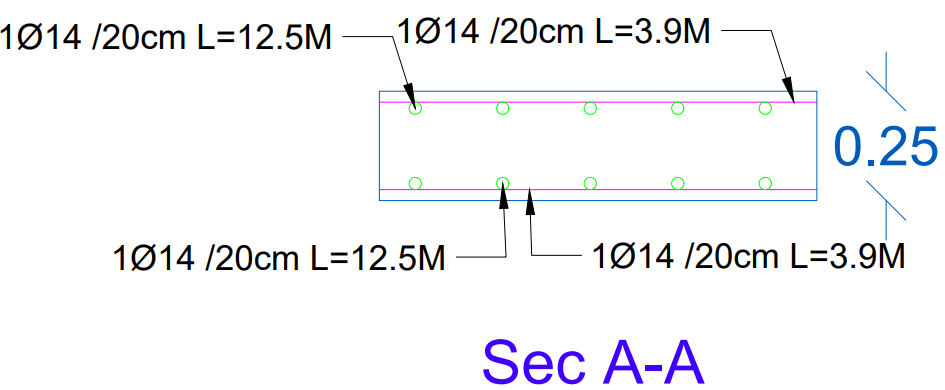 1Ø14 /20cm L=12.5M
1Ø14 /20cm L=3.9M
0.25
1Ø14 /20cm L=12.5M
1Ø14 /20cm L=3.9M
Sec A-A